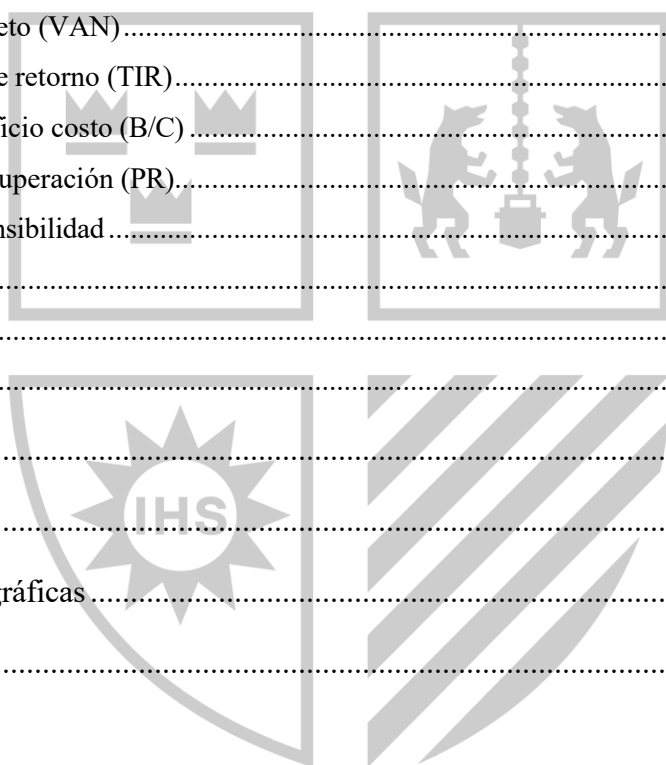 eto (VAN)
e retorno (TIR)
icio costo (B/C)
uperación (PR)
nsibilidad
IHS
gráficas